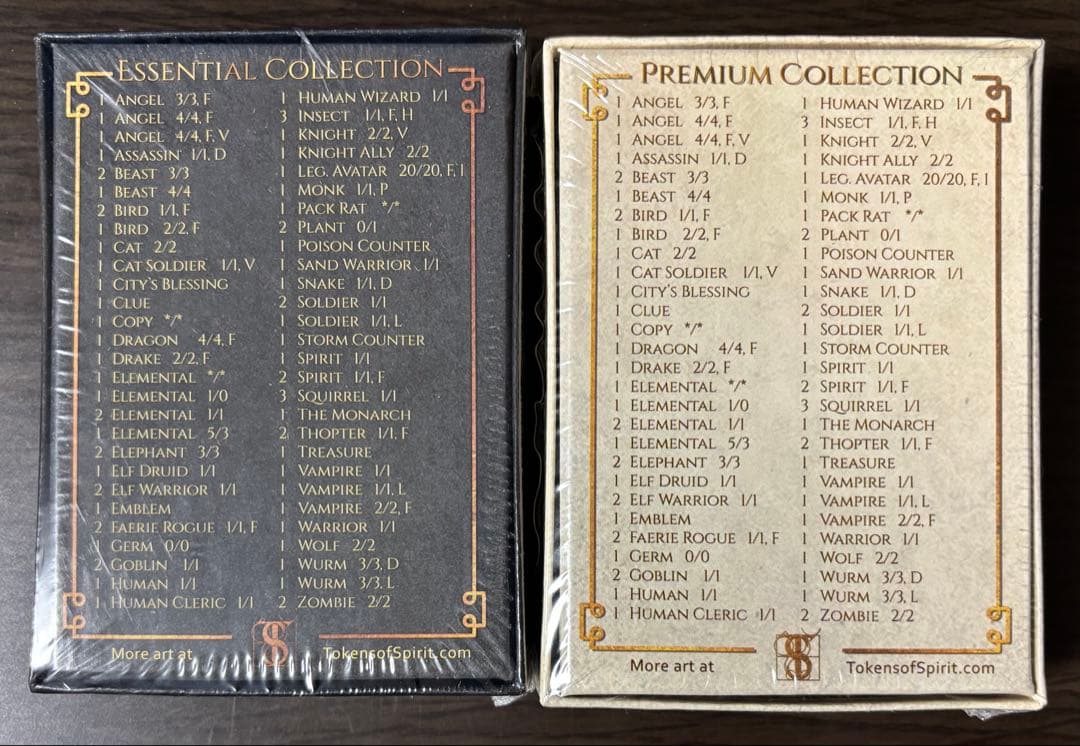 ESSENTIAL COLLECTION
1 ANGEL 3/3, F
1 ANGEL 4/4, F
1 ANGEL 4/4, F, V
1 ASSASSIN 1/1, D
2 BEAST 3/3
1 BEAST 4/4
2 BIRD 1/1, F
1 BIRD 2/2, F
1 CAT 2/2
1 CAT SOLDIER 1/1, V
1 CITY'S BLESSING
1 CLUE
1 COPY */*
1 DRAGON 4/4, F
1 DRAKE 2/2, F
1 ELEMENTAL */*
1 ELEMENTAL 1/0
2 ELEMENTAL 1/1
1 ELEMENTAL 5/3
2 ELEPHANT 3/3
1 ELF DRUID 1/1
2 ELF WARRIOR 1/1
1 EMBLEM
2 FAERIE ROGUE 1/1, F
1 GERM 0/0
2 GOBLIN 1/1
1 HUMAN 1/1
1 HUMAN CLERIC 1/1
1 HUMAN WIZARD 1/1
3 INSECT 1/1, F, H
1 KNIGHT 2/2, V
1 KNIGHT ALLY 2/2
1 LEG. AVATAR 20/20, F, I
1 MONK 1/1, P
1 PACK RAT */*
2 PLANT 0/1
1 POISON COUNTER
1 SAND WARRIOR 1/1
1 SNAKE 1/1, D
2 SOLDIER 1/1
1 SOLDIER 1/1, L
1 STORM COUNTER
1 SPIRIT 1/1
2 SPIRIT 1/1, F
3 SQUIRREL 1/1
1 THE MONARCH
2 THOPTER 1/1, F
1 TREASURE
1 VAMPIRE 1/1
1 VAMPIRE 1/1, L
1 VAMPIRE 2/2, F
1 WARRIOR 1/1
1 WOLF 2/2
1 WURM 3/3, D
1 WURM 3/3, L
2 ZOMBIE 2/2
More art at TS TokensofSpirit.com
PREMIUM COLLECTION
1 ANGEL 3/3, F
1 ANGEL 4/4, F
1 ANGEL 4/4, F, V
1 ASSASSIN 1/1, D
2 BEAST 3/3
1 BEAST 4/4
2 BIRD 1/1, F
1 BIRD 2/2, F
1 CAT 2/2
1 CAT SOLDIER 1/1, V
1 CITY'S BLESSING
1 CLUE
1 COPY */*
1 DRAGON 4/4, F
1 DRAKE 2/2, F
1 ELEMENTAL */*
1 ELEMENTAL 1/0
2 ELEMENTAL 1/1
1 ELEMENTAL 5/3
2 ELEPHANT 3/3
1 ELF DRUID 1/1
2 ELF WARRIOR 1/1
1 EMBLEM
2 FAERIE ROGUE 1/1, F
1 GERM 0/0
2 GOBLIN 1/1
1 HUMAN 1/1
1 HUMAN CLERIC 1/1
1 HUMAN WIZARD 1/1
3 INSECT 1/1, F, H
1 KNIGHT 2/2, V
1 KNIGHT ALLY 2/2
1 LEG. AVATAR 20/20, F, I
1 MONK 1/1, P
1 PACK RAT */*
2 PLANT 0/1
1 POISON COUNTER
1 SAND WARRIOR 1/1
1 SNAKE 1/1, D
2 SOLDIER 1/1
1 SOLDIER 1/1, L
1 STORM COUNTER
1 SPIRIT 1/1
2 SPIRIT 1/1, F
3 SQUIRREL 1/1
1 THE MONARCH
2 THOPTER 1/1, F
1 TREASURE
1 VAMPIRE 1/1
1 VAMPIRE 1/1, L
1 VAMPIRE 2/2, F
1 WARRIOR 1/1
1 WOLF 2/2
1 WURM 3/3, D
1 WURM 3/3, L
2 ZOMBIE 2/2
More art at TS TokensofSpirit.com